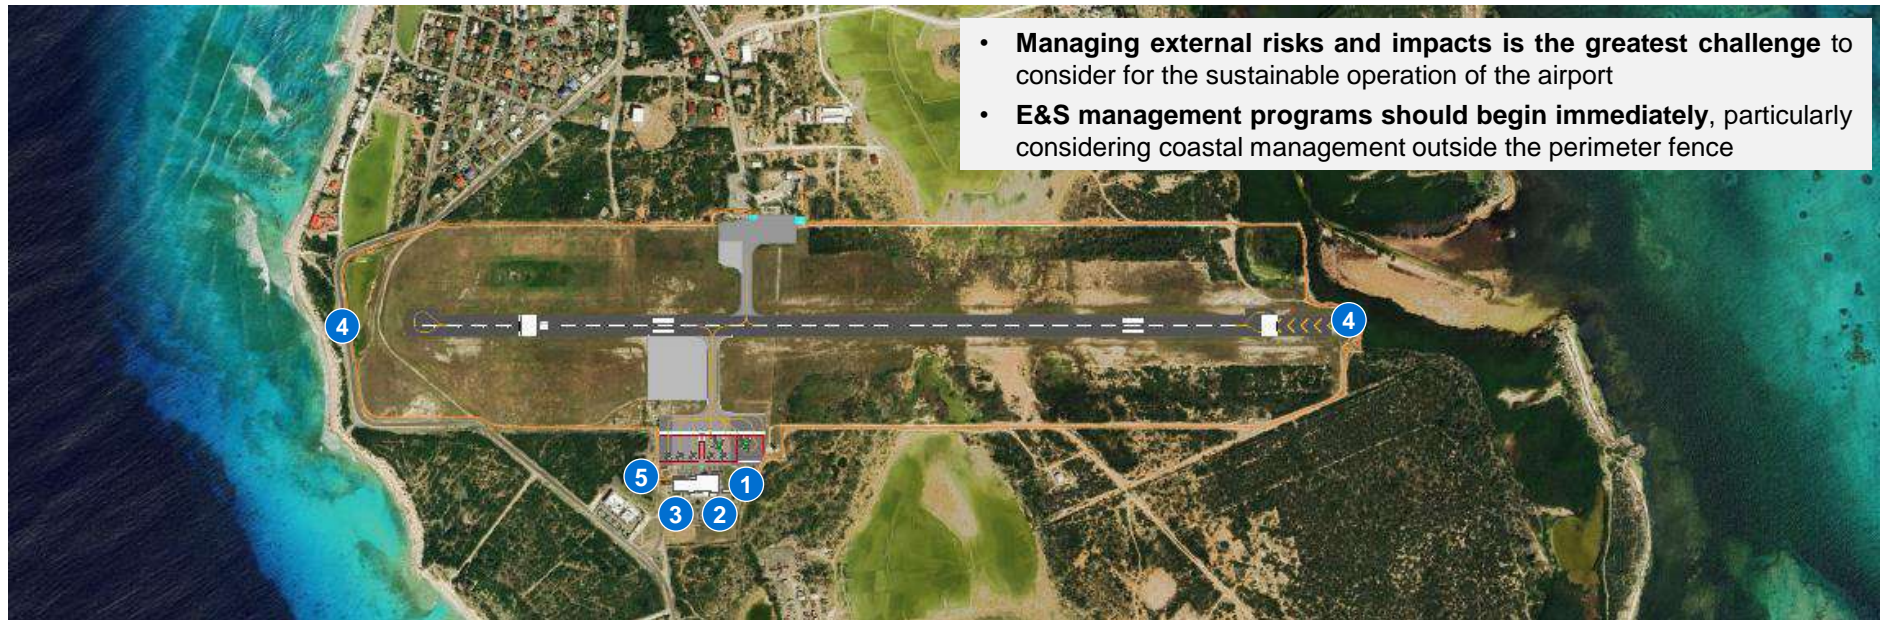 • Managing external risks and impacts is the greatest challenge to
consider for the sustainable operation of the airport
• E&S management programs should begin immediately, particularly
considering coastal management outside the perimeter fence
4
4
5
1
3
2